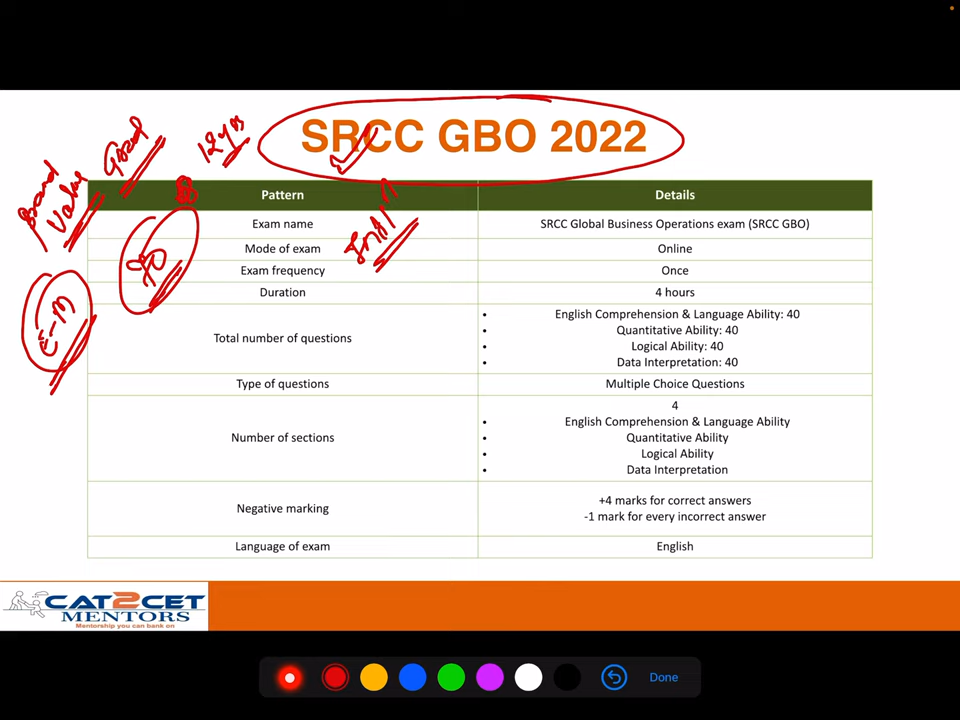 SRCC GBO 2022
Brand Value
Good
Pattern Details
Exam name SRCC Global Business Operations exam (SRCC GBO)
Mode of exam Online
Exam frequency Once
Duration 4 hours
Total number of questions
• English Comprehension & Language Ability: 40
• Quantitative Ability: 40
• Logical Ability: 40
• Data Interpretation: 40
Type of questions Multiple Choice Questions
Number of sections
4
• English Comprehension & Language Ability
• Quantitative Ability
• Logical Ability
• Data Interpretation
Negative marking
+4 marks for correct answers
-1 mark for every incorrect answer
Language of exam English
CAT2CET
MENTORS
Mentorship you can bank on
Done